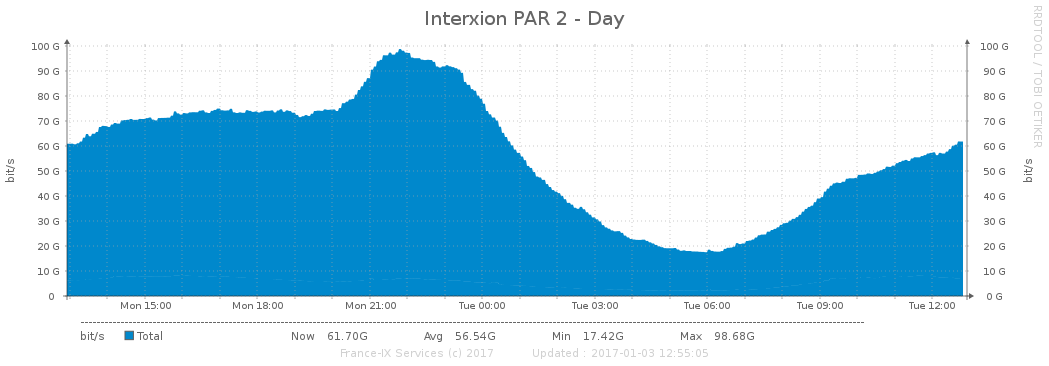 Interxion PAR 2 - Day
RRDTOOL / TOBI OETIKER
100 G 100 G
90 G 90 G
80 G 80 G
70 G 70 G
60 G 60 G
50 G 50 G
40 G 40 G
30 G 30 G
20 G 20 G
10 G 10 G
0 0 G
bit/s bit/s
Mon 15:00 Mon 18:00 Mon 21:00 Tue 00:00 Tue 03:00 Tue 06:00 Tue 09:00 Tue 12:00
bit/s Total Now 61.70G Avg 56.54G Min 17.42G Max 98.68G
France-IX Services (c) 2017 Updated : 2017-01-03 12:55:05